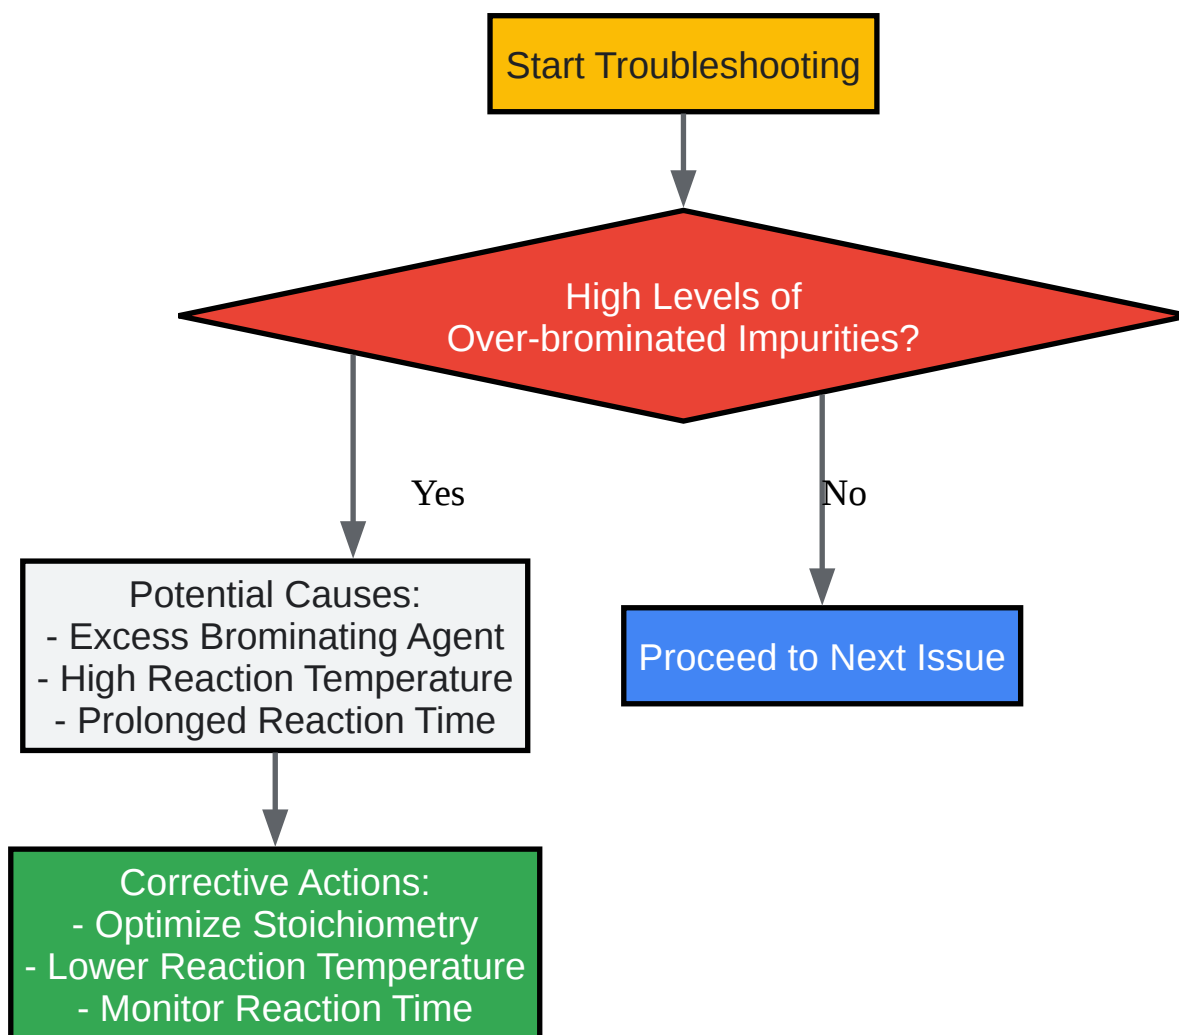 Start Troubleshooting
High Levels of
Over-brominated Impurities?
Yes
No
Potential Causes:
- Excess Brominating Agent
- High Reaction Temperature
- Prolonged Reaction Time
Proceed to Next Issue
Corrective Actions:
- Optimize Stoichiometry
- Lower Reaction Temperature
- Monitor Reaction Time